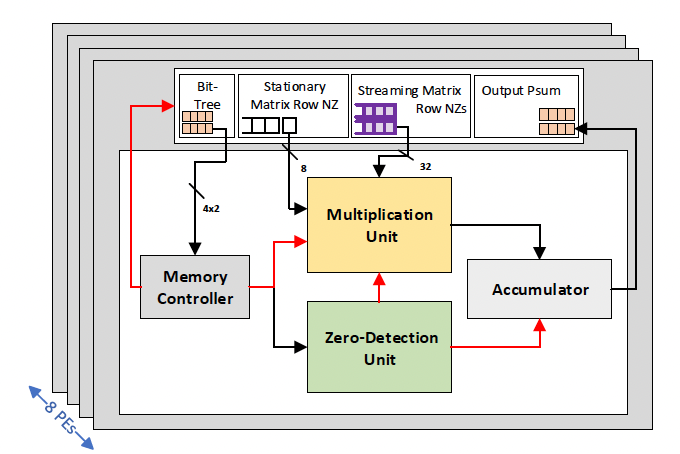 Bit-
Tree
Stationary
Matrix Row NZ
Streaming Matrix
Row NZs
Output Psum
8
32
4x2
Multiplication
Unit
Memory
Controller
Accumulator
Zero-Detection
Unit
8 PEs